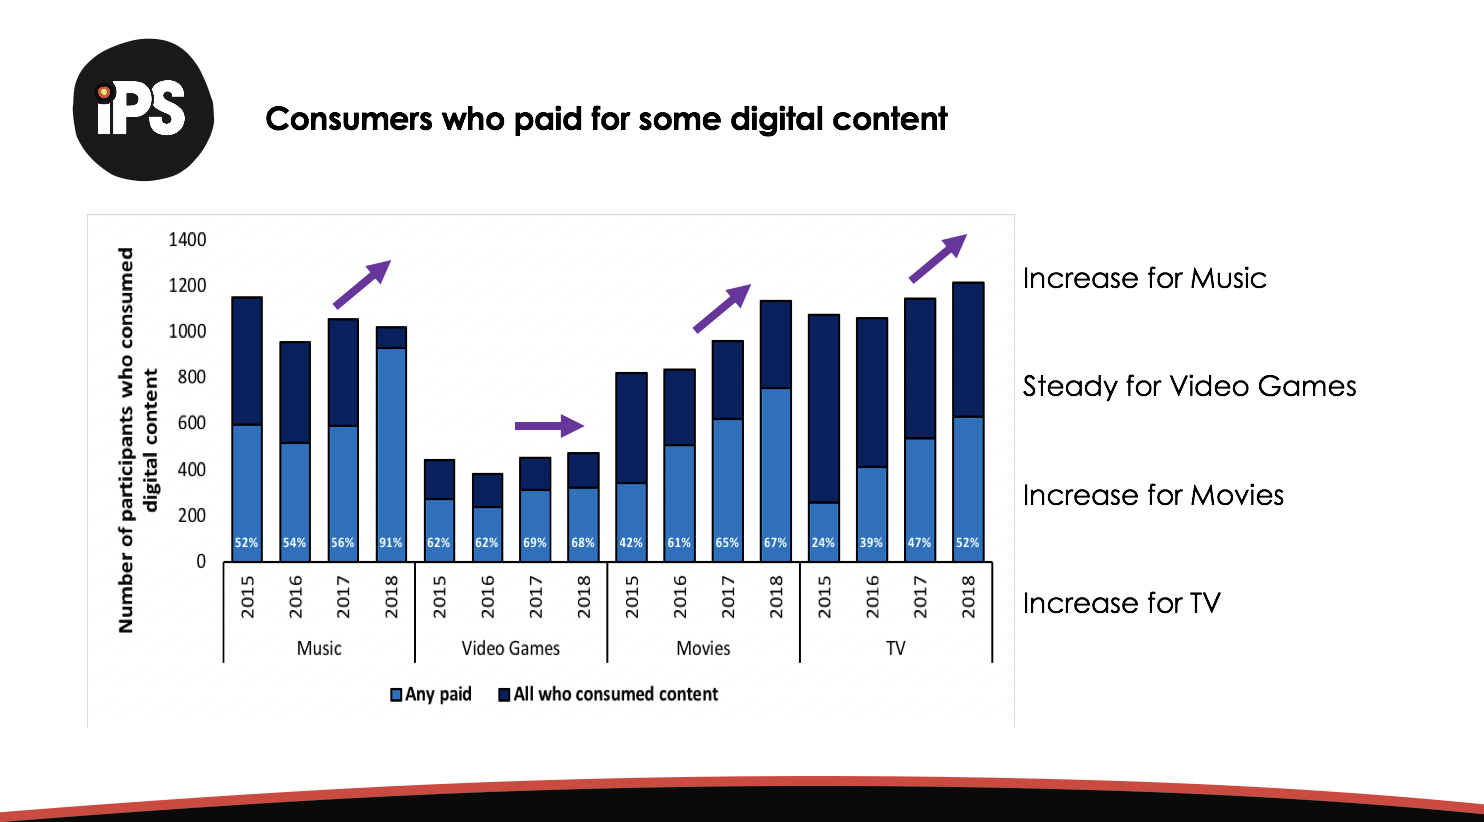 iPS
Consumers who paid for some digital content
Number of participants who consumed
digital content
1400
1200
1000
800
600
400
200
0
52% 54% 56% 91% 62% 62% 69% 68% 42% 61% 65% 67% 24% 39% 47% 52%
2015 2016 2017 2018 2015 2016 2017 2018 2015 2016 2017 2018 2015 2016 2017 2018
Music Video Games Movies TV
Any paid All who consumed content
Increase for Music
Steady for Video Games
Increase for Movies
Increase for TV